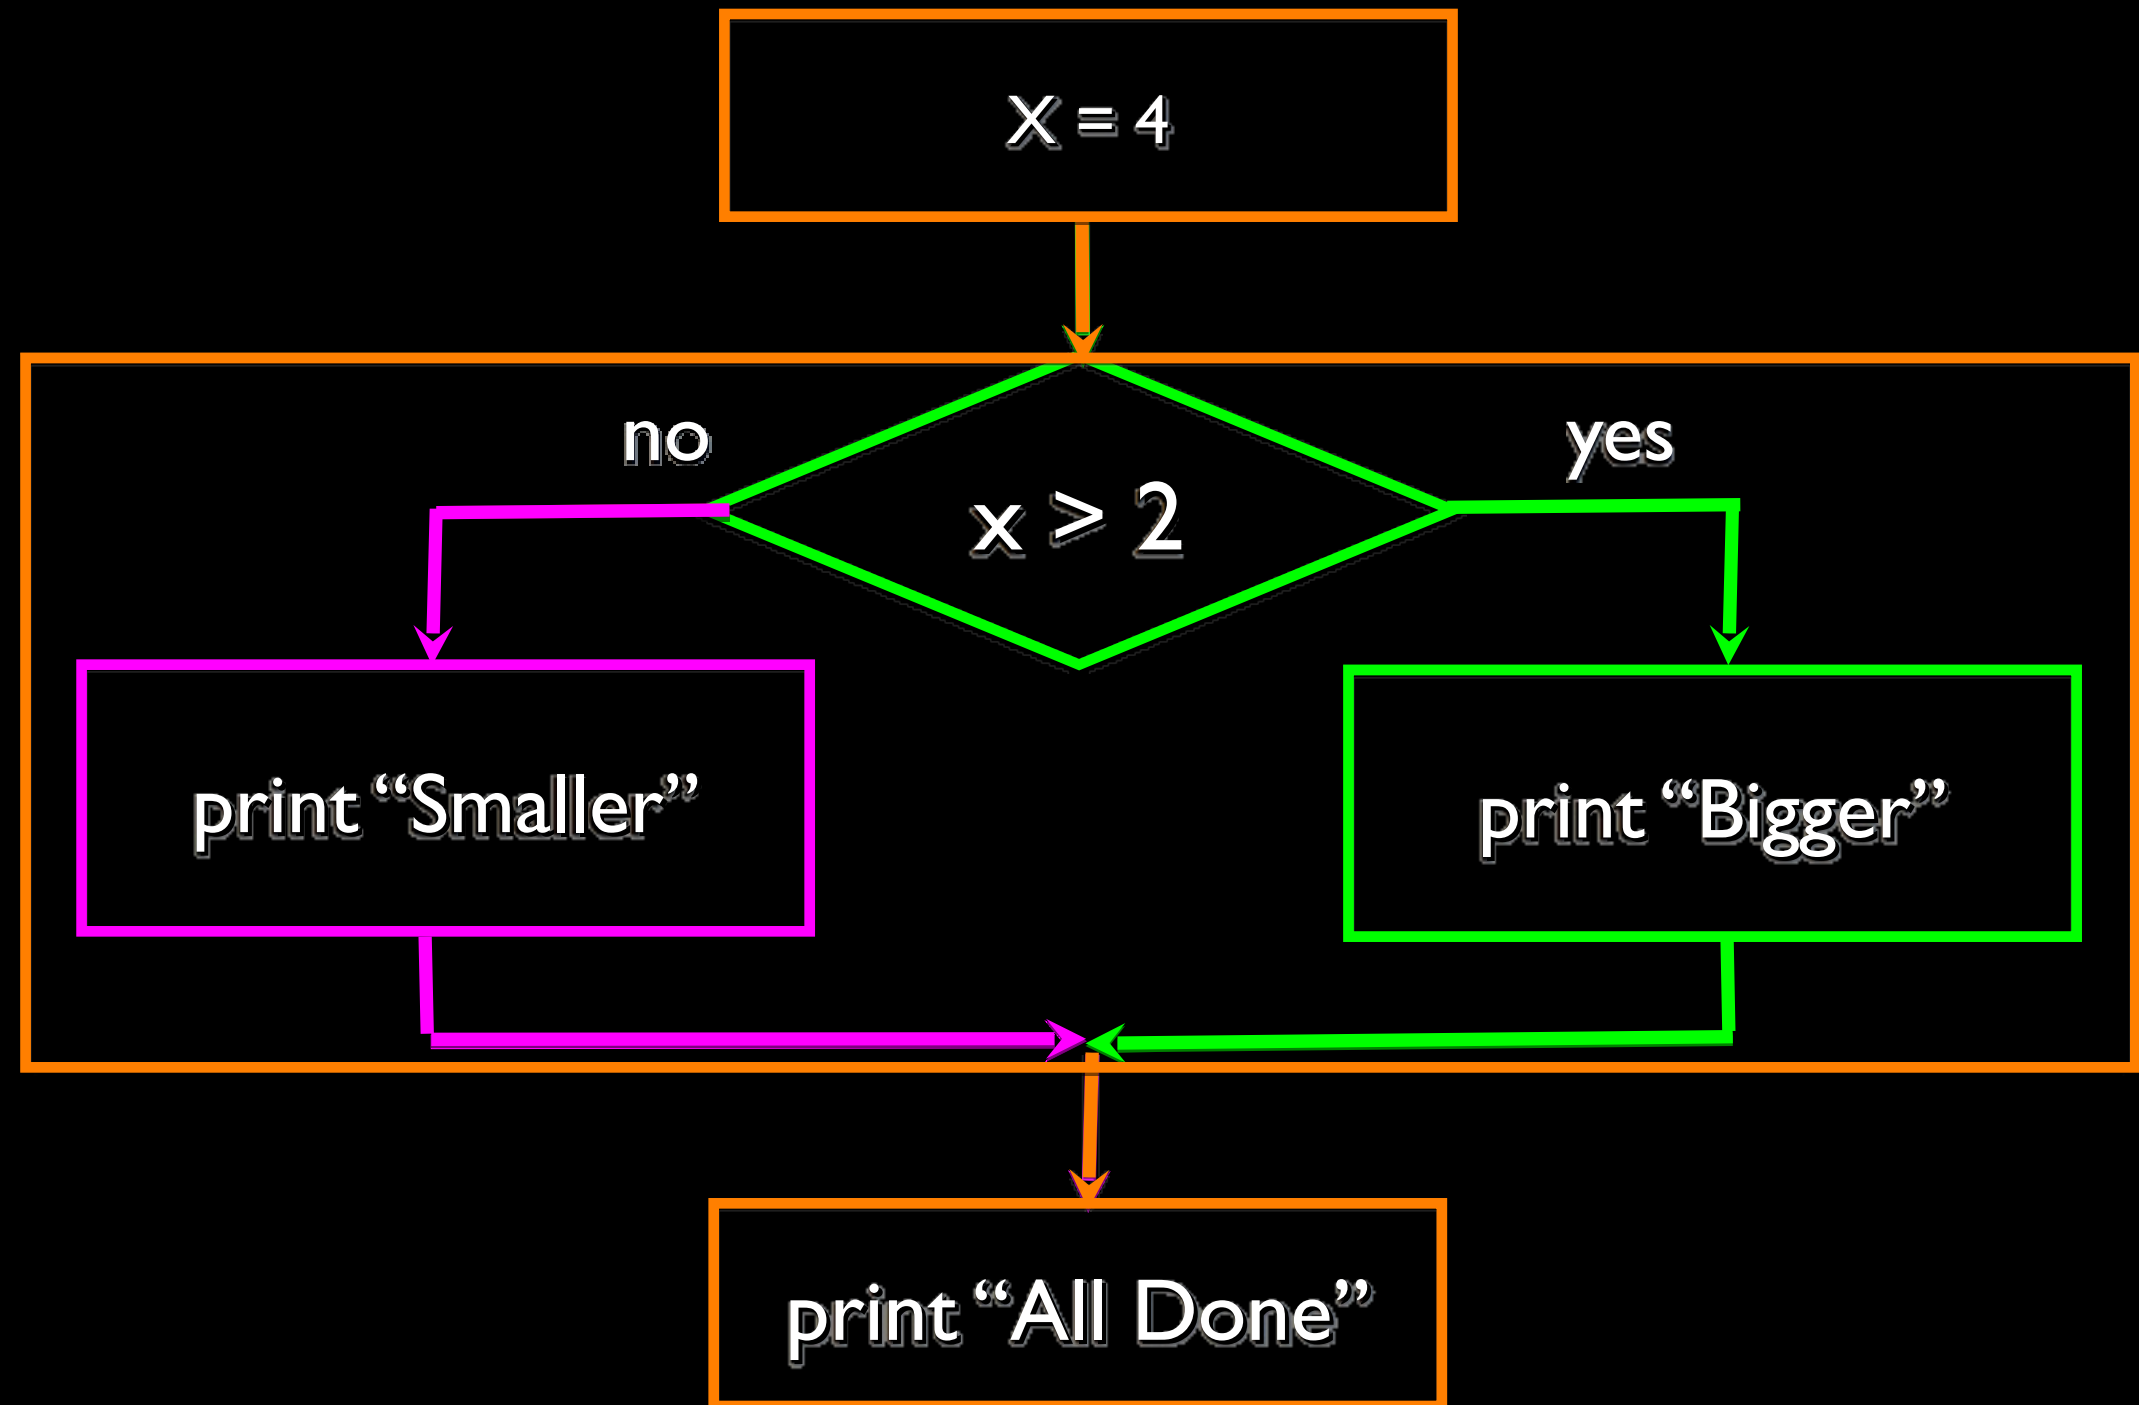 X = 4
no
yes
x > 2
print “Smaller”
print “Bigger”
print “All Done”